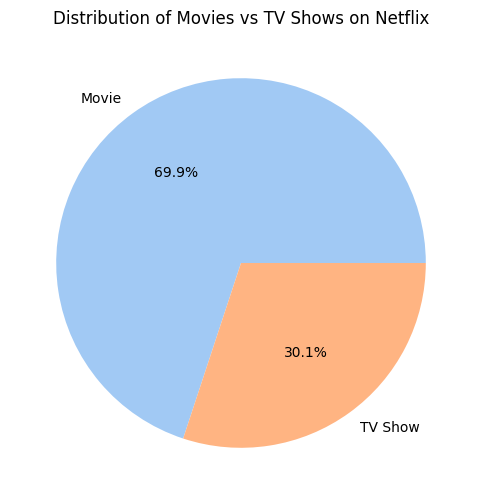 Distribution of Movies vs TV Shows on Netflix
Movie
69.9%
30.1%
TV Show